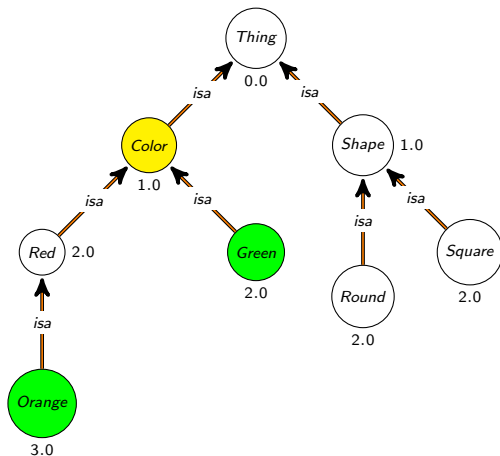 Thing
0.0
isa
isa
Color
1.0
Shape
1.0
isa
isa
isa
isa
Red
2.0
Green
2.0
Round
2.0
Square
2.0
isa
Orange
3.0